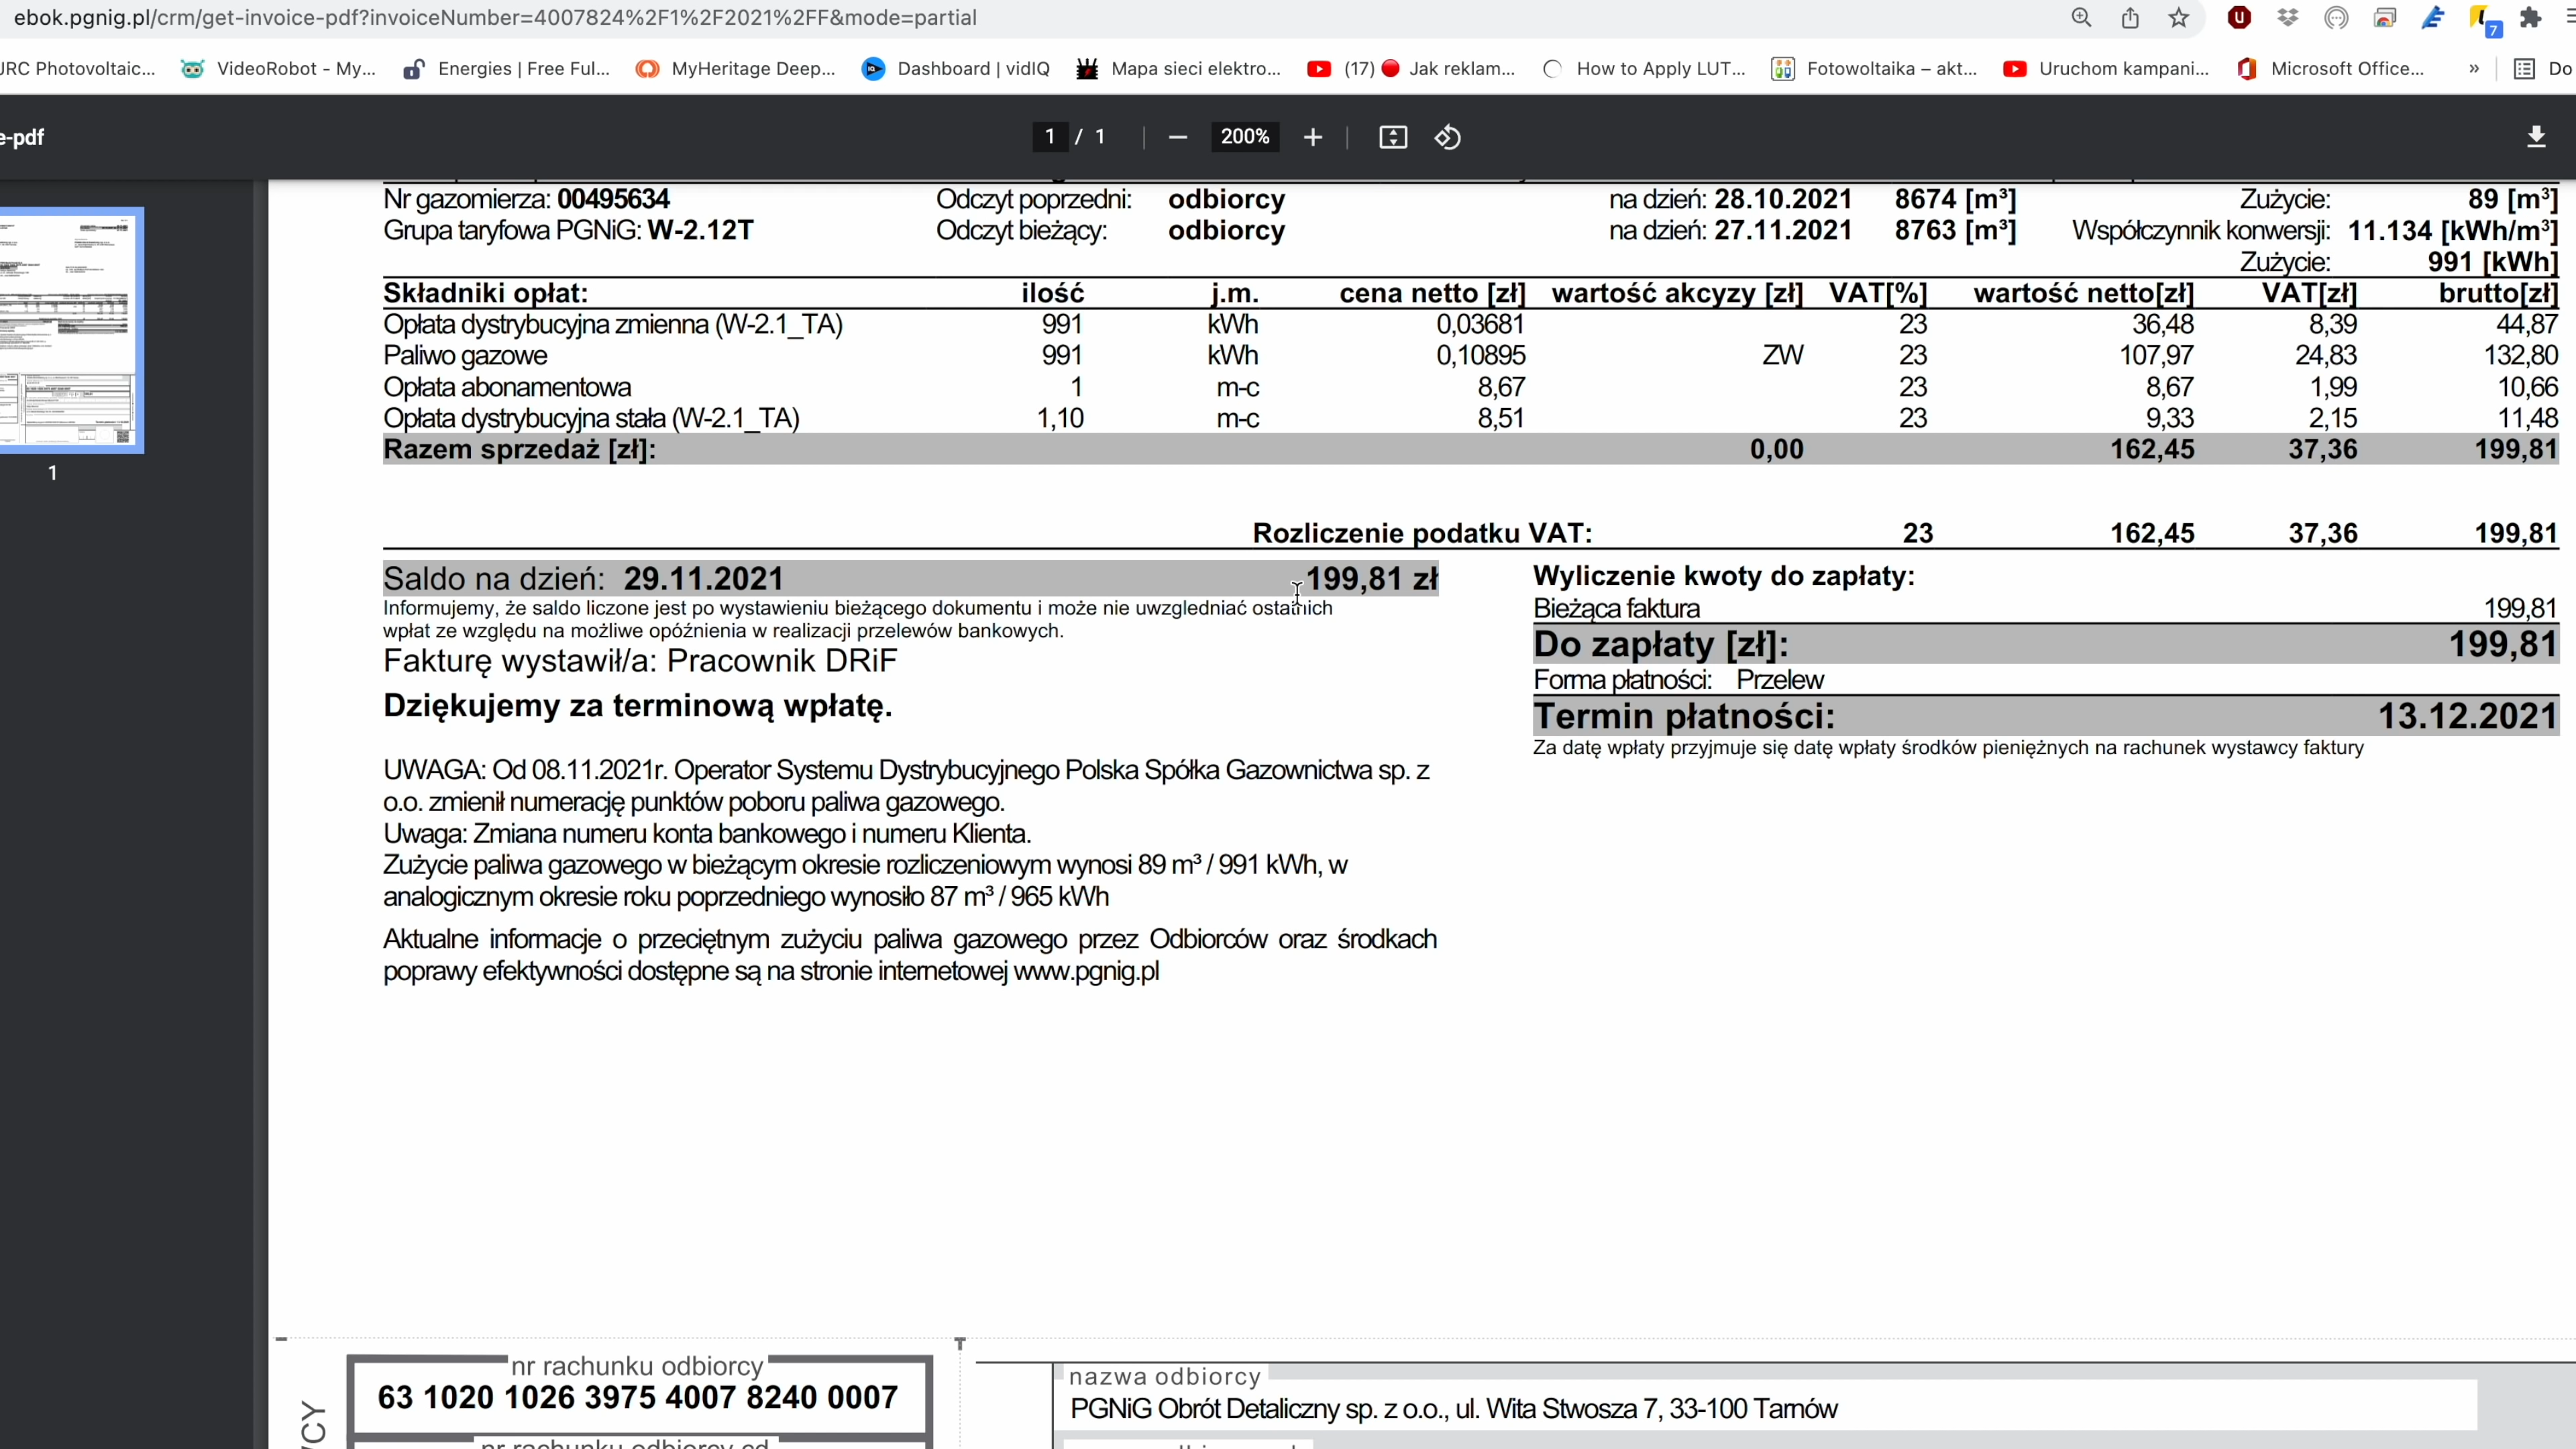 ebok.pgnig.pl/crm/get-invoice-pdf?invoiceNumber=4007824%2F1%2F2021%2FF&mode=partial
7
JRC Photovoltaic... VideoRobot - My... Energies | Free Ful... MyHeritage Deep... Dashboard | vidIQ Mapa sieci elektro... (17) Jak reklam... How to Apply LUT... Fotowoltaika – akt... Uruchom kampani... Microsoft Office... » Do
e-pdf 1 / 1 — 200% +
Nr gazomierza: 00495634 Odczyt poprzedni: odbiorcy na dzień: 28.10.2021 8674 [m³] Zużycie: 89 [m³]
Grupa taryfowa PGNiG: W-2.12T Odczyt bieżący: odbiorcy na dzień: 27.11.2021 8763 [m³] Współczynnik konwersji: 11.134 [kWh/m³]
Zużycie: 991 [kWh]
Składniki opłat: ilość j.m. cena netto [zł] wartość akcyzy [zł] VAT[%] wartość netto[zł] VAT[zł] brutto[zł]
Opłata dystrybucyjna zmienna (W-2.1_TA) 991 kWh 0,03681 23 36,48 8,39 44,87
Paliwo gazowe 991 kWh 0,10895 ZW 23 107,97 24,83 132,80
Opłata abonamentowa 1 m-c 8,67 23 8,67 1,99 10,66
Opłata dystrybucyjna stała (W-2.1_TA) 1,10 m-c 8,51 23 9,33 2,15 11,48
Razem sprzedaż [zł]: 0,00 162,45 37,36 199,81
1
Rozliczenie podatku VAT: 23 162,45 37,36 199,81
Saldo na dzień: 29.11.2021 199,81 zł
Informujemy, że saldo liczone jest po wystawieniu bieżącego dokumentu i może nie uwzgledniać ostatnich
wpłat ze względu na możliwe opóźnienia w realizacji przelewów bankowych.
Fakturę wystawił/a: Pracownik DRiF
Dziękujemy za terminową wpłatę.
Wyliczenie kwoty do zapłaty:
Bieżąca faktura 199,81
Do zapłaty [zł]: 199,81
Forma płatności: Przelew
Termin płatności: 13.12.2021
Za datę wpłaty przyjmuje się datę wpłaty środków pieniężnych na rachunek wystawcy faktury
UWAGA: Od 08.11.2021r. Operator Systemu Dystrybucyjnego Polska Spółka Gazownictwa sp. z
o.o. zmienił numerację punktów poboru paliwa gazowego.
Uwaga: Zmiana numeru konta bankowego i numeru Klienta.
Zużycie paliwa gazowego w bieżącym okresie rozliczeniowym wynosi 89 m³ / 991 kWh, w
analogicznym okresie roku poprzedniego wynosiło 87 m³ / 965 kWh
Aktualne informacje o przeciętnym zużyciu paliwa gazowego przez Odbiorców oraz środkach
poprawy efektywności dostępne są na stronie internetowej www.pgnig.pl
nr rachunku odbiorcy
63 1020 1026 3975 4007 8240 0007
nazwa odbiorcy
PGNiG Obrót Detaliczny sp. z o.o., ul. Wita Stwosza 7, 33-100 Tarnów